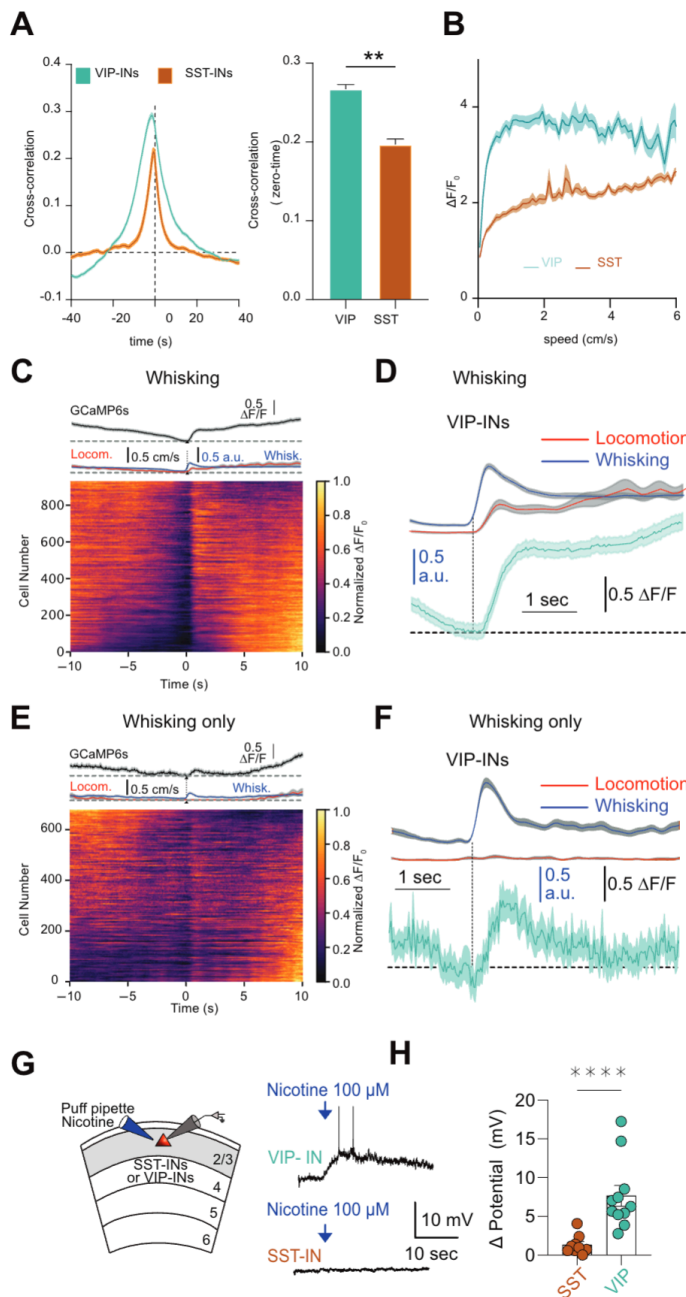 A
VIP-INs SST-INs
Cross-correlation
0.4
0.3
0.2
0.1
0.0
-0.1
-40 -20 0 20 40
time (s)
**
Cross-correlation
( zero-time)
0.3
0.2
0.1
0.0
VIP SST
B
ΔF/F0
4
2
0
VIP SST
0 2 4 6
speed (cm/s)
C
Whisking
GCaMP6s
0.5
ΔF/F
Locom.
0.5 cm/s
0.5 a.u.
Whisk.
Cell Number
800
600
400
200
0
−10 −5 0 5 10
Time (s)
1.0
0.8
0.6
0.4
0.2
0.0
Normalized ΔF/F0
D
Whisking
VIP-INs
Locomotion
Whisking
0.5
a.u.
1 sec
0.5 ΔF/F
E
Whisking only
GCaMP6s
0.5
ΔF/F
Locom.
0.5 cm/s
Whisk.
Cell Number
600
400
200
0
−10 −5 0 5 10
Time (s)
1.0
0.8
0.6
0.4
0.2
0.0
Normalized ΔF/F0
F
Whisking only
VIP-INs
Locomotion
Whisking
1 sec
0.5
a.u.
0.5 ΔF/F
G
Puff pipette
Nicotine
SST-INs
or VIP-INs
2/3
4
5
6
Nicotine 100 µM
VIP- IN
Nicotine 100 µM
SST-IN
10 mV
10 sec
H
****
Δ Potential (mV)
20
15
10
5
0
SST
VIP